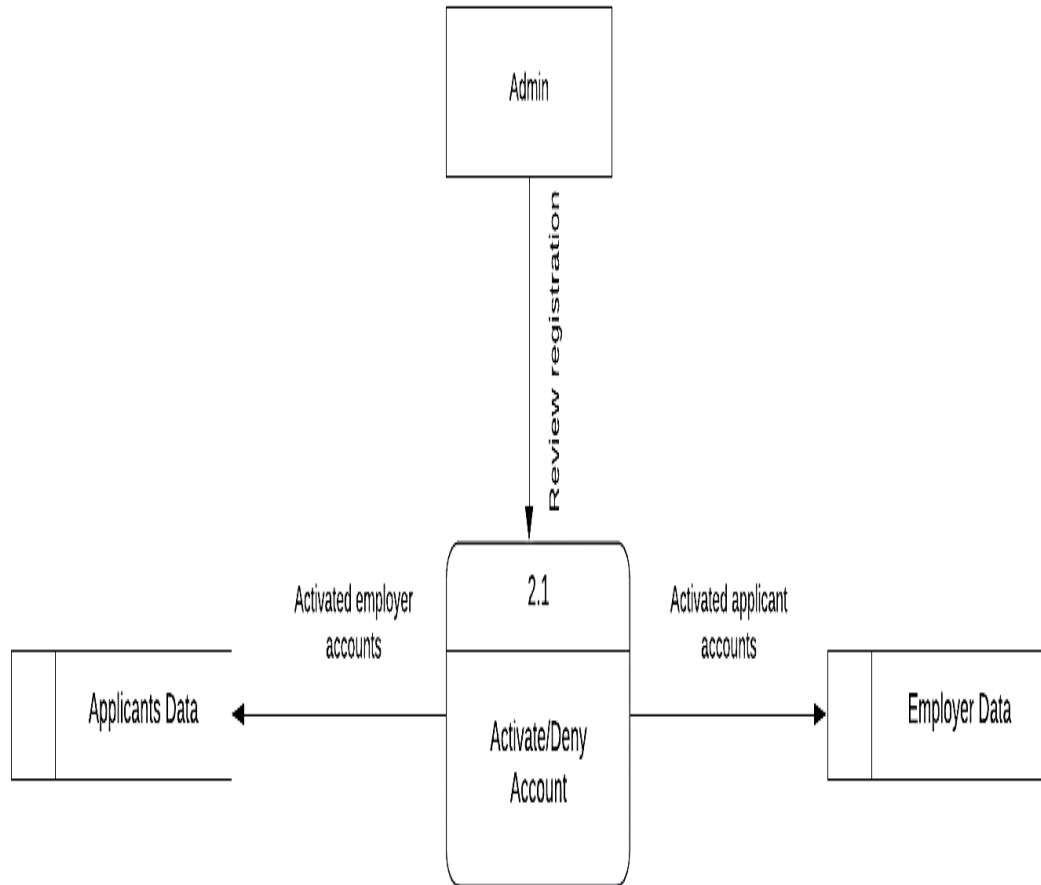 Admin
Review registration
2.1
Activated employer
accounts
Activated applicant
accounts
Applicants Data
Activate/Deny
Account
Employer Data